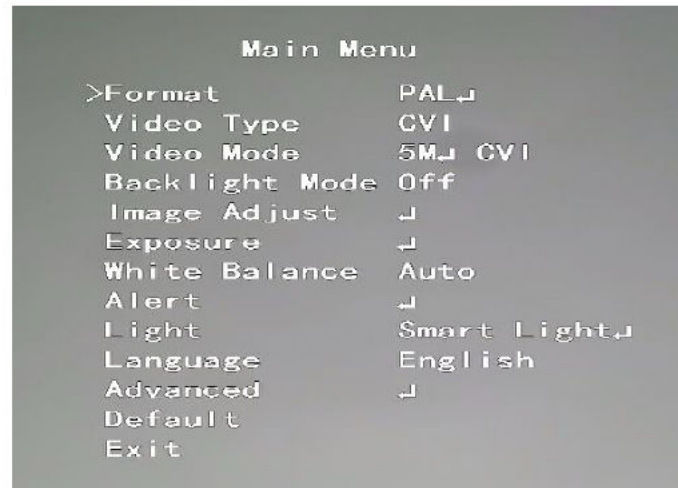 Main Menu
>Format PAL↵
Video Type CVI
Video Mode 5M↵ CVI
Backlight Mode Off
Image Adjust ↵
Exposure ↵
White Balance Auto
Alert ↵
Light Smart Light↵
Language English
Advanced ↵
Default
Exit